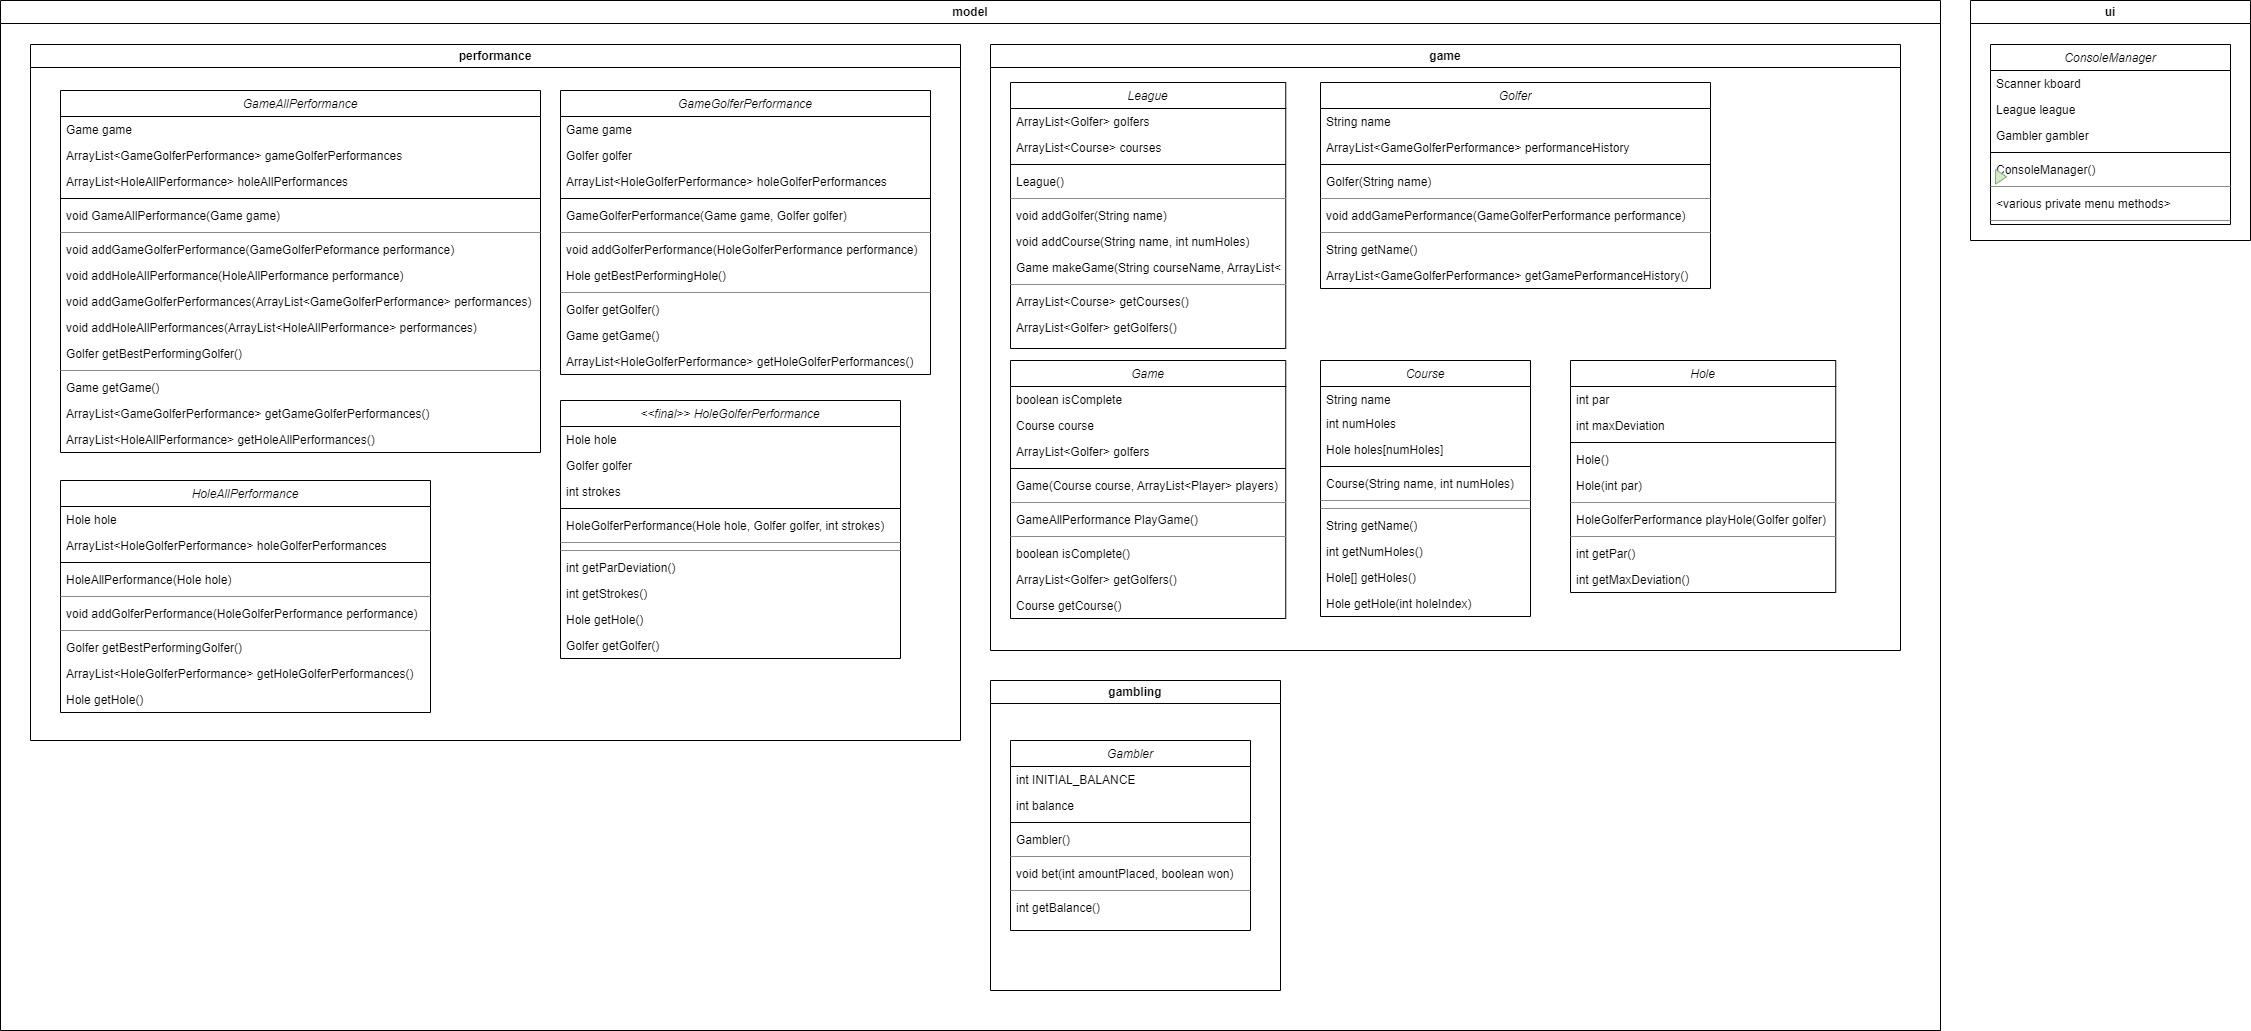 model
performance
GameAllPerformance
Game game
ArrayList<GameGolferPerformance> gameGolferPerformances
ArrayList<HoleAllPerformance> holeAllPerformances
void GameAllPerformance(Game game)
void addGameGolferPerformance(GameGolferPeformance performance)
void addHoleAllPerformance(HoleAllPerformance performance)
void addGameGolferPerformances(ArrayList<GameGolferPerformance> performances)
void addHoleAllPerformances(ArrayList<HoleAllPerformance> performances)
Golfer getBestPerformingGolfer()
Game getGame()
ArrayList<GameGolferPerformance> getGameGolferPerformances()
ArrayList<HoleAllPerformance> getHoleAllPerformances()
GameGolferPerformance
Game game
Golfer golfer
ArrayList<HoleGolferPerformance> holeGolferPerformances
GameGolferPerformance(Game game, Golfer golfer)
void addGolferPerformance(HoleGolferPerformance performance)
Hole getBestPerformingHole()
Golfer getGolfer()
Game getGame()
ArrayList<HoleGolferPerformance> getHoleGolferPerformances()
HoleAllPerformance
Hole hole
ArrayList<HoleGolferPerformance> holeGolferPerformances
HoleAllPerformance(Hole hole)
void addGolferPerformance(HoleGolferPerformance performance)
Golfer getBestPerformingGolfer()
ArrayList<HoleGolferPerformance> getHoleGolferPerformances()
Hole getHole()
<<final>> HoleGolferPerformance
Hole hole
Golfer golfer
int strokes
HoleGolferPerformance(Hole hole, Golfer golfer, int strokes)
int getParDeviation()
int getStrokes()
Hole getHole()
Golfer getGolfer()
game
League
ArrayList<Golfer> golfers
ArrayList<Course> courses
League()
void addGolfer(String name)
void addCourse(String name, int numHoles)
Game makeGame(String courseName, ArrayList<
ArrayList<Course> getCourses()
ArrayList<Golfer> getGolfers()
Golfer
String name
ArrayList<GameGolferPerformance> performanceHistory
Golfer(String name)
void addGamePerformance(GameGolferPerformance performance)
String getName()
ArrayList<GameGolferPerformance> getGamePerformanceHistory()
Game
boolean isComplete
Course course
ArrayList<Golfer> golfers
Game(Course course, ArrayList<Player> players)
GameAllPerformance PlayGame()
boolean isComplete()
ArrayList<Golfer> getGolfers()
Course getCourse()
Course
String name
int numHoles
Hole holes[numHoles]
Course(String name, int numHoles)
String getName()
int getNumHoles()
Hole[] getHoles()
Hole getHole(int holeIndex)
Hole
int par
int maxDeviation
Hole()
Hole(int par)
HoleGolferPerformance playHole(Golfer golfer)
int getPar()
int getMaxDeviation()
gambling
Gambler
int INITIAL_BALANCE
int balance
Gambler()
void bet(int amountPlaced, boolean won)
int getBalance()
ui
ConsoleManager
Scanner kboard
League league
Gambler gambler
ConsoleManager()
<various private menu methods>